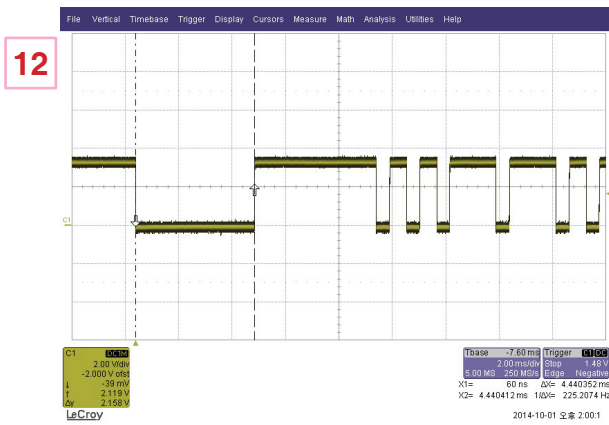 File Vertical Timebase Trigger Display Cursors Measure Math Analysis Utilities Help
12
C1
C1 DC1M
2.00 V/div
-2.000 V ofst
↓ -39 mV
↑ 2.119 V
Δy 2.158 V
Tbase -7.60 ms
2.00 ms/div
5.00 MS 250 MS/s
Trigger C1 DC
Stop 1.48 V
Edge Negative
X1= 60 ns ΔX= 4.440352 ms
X2= 4.440412 ms 1/ΔX= 225.2074 Hz
LeCroy
2014-10-01 오후 2:00:1